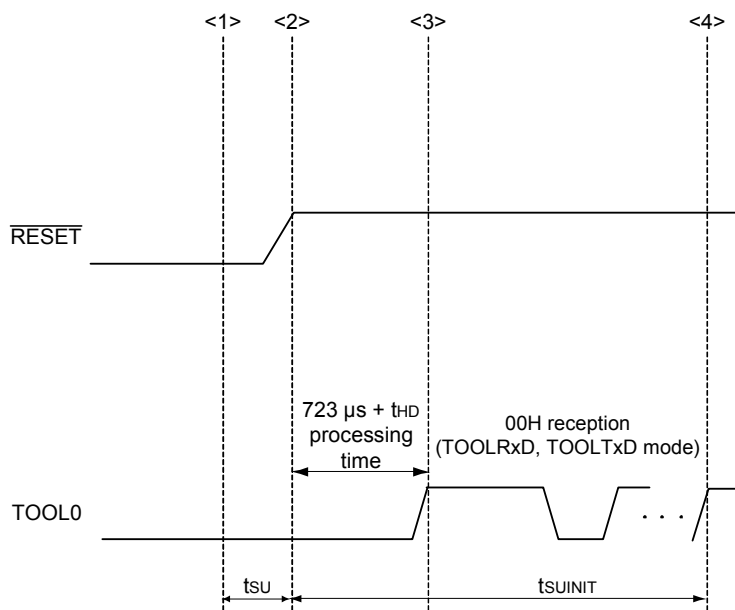 <1> <2> <3> <4>
RESET
723 µs + tHD
processing
time
00H reception
(TOOLRxD, TOOLTxD mode)
TOOL0
. . .
tSU tSUINIT